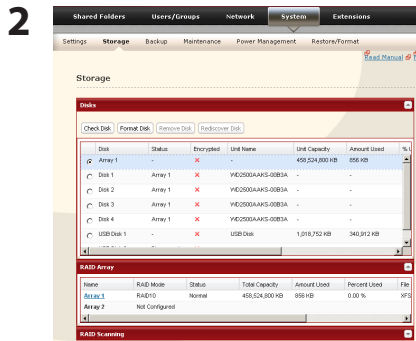 2
Shared Folders Users/Groups Network System Extensions
Settings Storage Backup Maintenance Power Management Restore/Format
Read Manual
Storage
Disks
Check Disk Format Disk Remove Disk Rediscover Disk
Disk Status Encrypted Unit Name Unit Capacity Amount Used % U
Array 1 - × - 458,524,800 KB 856 KB
Disk 1 Array 1 × WD2500AAKS-00B3A -  -
Disk 2 Array 1 × WD2500AAKS-00B3A - -
Disk 3 Array 1 × WD2500AAKS-00B3A - -
Disk 4 Array 1 × WD2500AAKS-00B3A - -
USB Disk 1 - × USB Disk 1,018,752 KB 340,912 KB
RAID Array
Name RAID Mode Status Total Capacity Amount Used Percent Used File
Array 1 RAID10 Normal 458,524,800 KB 856 KB 0.00 % XFS
Array 2 Not Configured
RAID Scanning